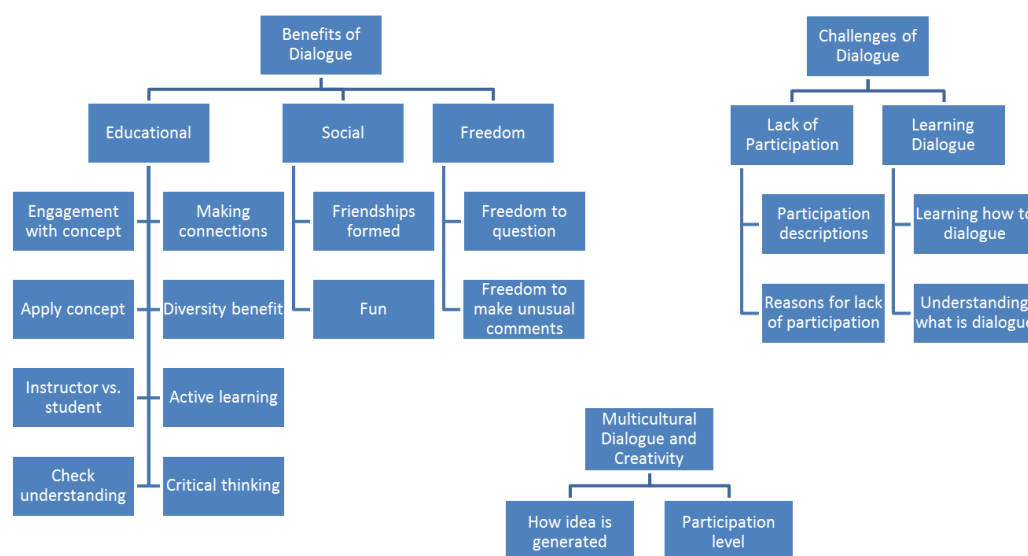 Benefits of
Dialogue
Educational
Social
Freedom
Engagement
with concept
Making
connections
Friendships
formed
Freedom to
question
Apply concept
Diversity benefit
Fun
Freedom to
make unusual
comments
Instructor vs.
student
Active learning
Check
understanding
Critical thinking
Challenges of
Dialogue
Lack of
Participation
Learning
Dialogue
Participation
descriptions
Learning how to
dialogue
Reasons for lack
of participation
Understanding
what is dialogue
Multicultural
Dialogue and
Creativity
How idea is
generated
Participation
level